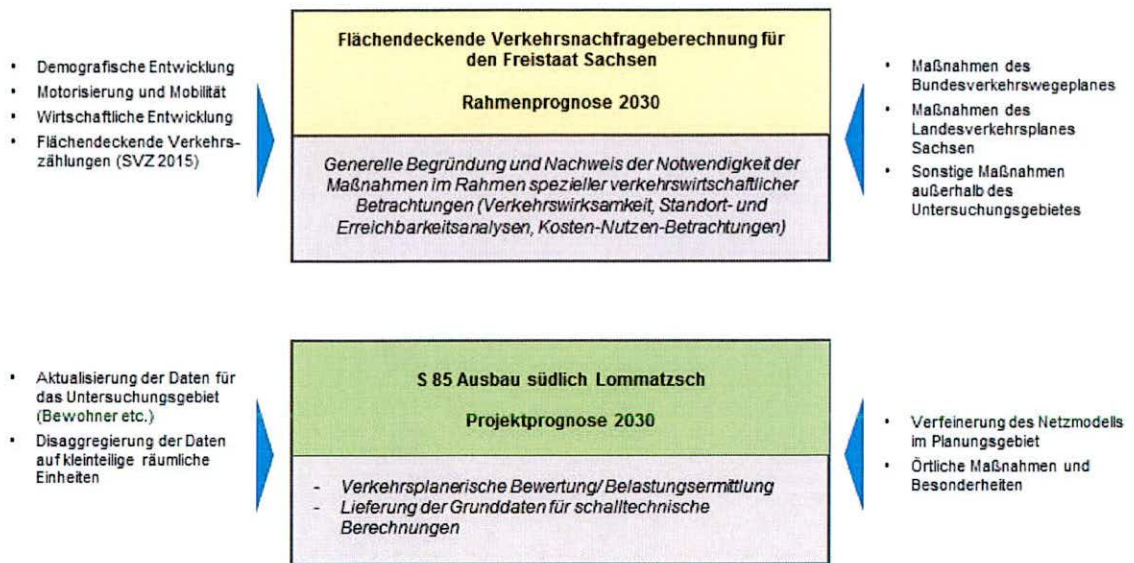 • Demografische Entwicklung
• Motorisierung und Mobilität
• Wirtschaftliche Entwicklung
• Flächendeckende Verkehrs-
zählungen (SVZ 2015)
Flächendeckende Verkehrsnachfrageberechnung für
den Freistaat Sachsen
Rahmenprognose 2030
Generelle Begründung und Nachweis der Notwendigkeit der
Maßnahmen im Rahmen spezieller verkehrswirtschaftlicher
Betrachtungen (Verkehrswirksamkeit, Standort- und
Erreichbarkeitsanalysen, Kosten-Nutzen-Betrachtungen)
• Maßnahmen des
Bundesverkehrswegeplanes
• Maßnahmen des
Landesverkehrsplanes
Sachsen
• Sonstige Maßnahmen
außerhalb des
Untersuchungsgebietes
• Aktualisierung der Daten für
das Untersuchungsgebiet
(Bewohner etc.)
• Disaggregierung der Daten
auf kleinteilige räumliche
Einheiten
S 85 Ausbau südlich Lommatzsch
Projektprognose 2030
- Verkehrsplanerische Bewertung/Belastungsermittlung
- Lieferung der Grunddaten für schalltechnische
Berechnungen
• Verfeinerung des Netzmodells
im Planungsgebiet
• Örtliche Maßnahmen und
Besonderheiten